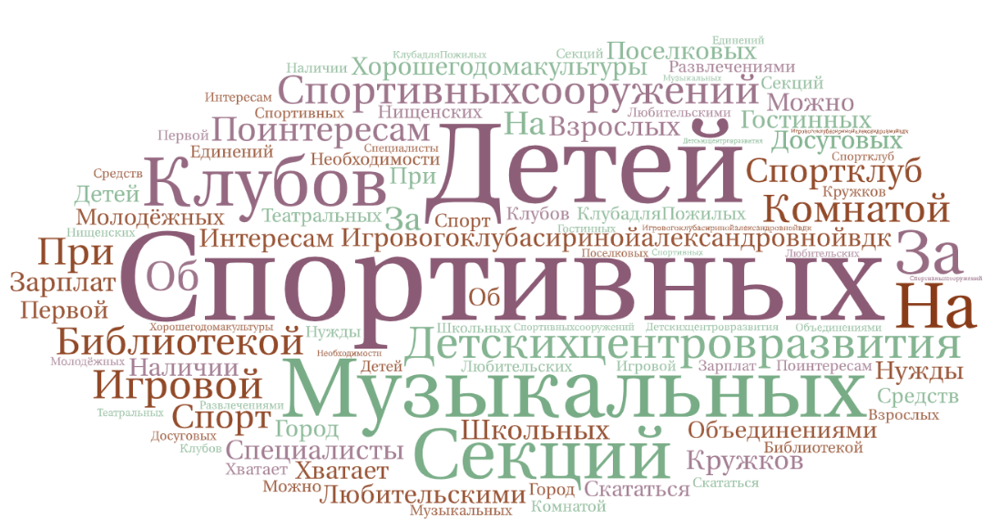 Единений
КлубадляПожилых Секций Поселковых
Наличии Хорошегодомакультуры Развлечениями
Музыкальных Секций
Интересам Спортивныхсооружений Можно
Спортивных Нищенских Любительскими Гостинных
Первой Поинтересам На Взрослых
Игровогоклубасиринойалександровнойвдк
Детскихцентровразвития Досуговых
Единений Специалисты Спортклуб
Необходимости
Средств Клубов При Детей Спортклуб
Детей Кружков
Молодёжных Театральных За Спорт Клубов КлубадляПожилых Комнатой
Нищенских Гостинных Игровогоклубасиринойалександровнойвдк
Интересам Игровогоклубасиринойалександровнойвдк За
При Поселковых Спортивных Любительских
Зарплат Об Спортивных Спортивныхсооружений
Первой Об На
Хорошегодомакультуры Нужды Школьных Спортивныхсооружений Детскихцентровразвития Объединениями
Библиотекой Детскихцентровразвития
Необходимости
Молодёжных Наличии Детей Любительских Игровой Зарплат Поинтересам Нужды
Игровой Музыкальных Средств
Театральных Развлечениями
Спорт Взрослых
Досуговых Город Школьных Объединениями
Клубов Специалисты Секций Библиотекой
Кружков
Хватает Хватает
Можно Скататься
Любительскими Город Скататься
Музыкальных Комнатой